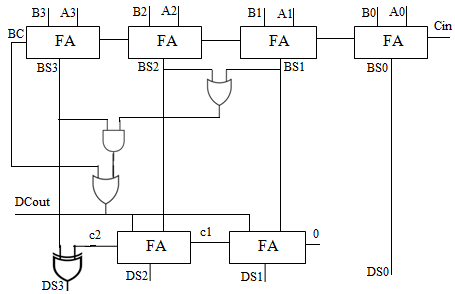 B3 A3 B2 A2 B1 A1 B0 A0
BC FA FA FA FA Cin
BS3 BS2 BS1 BS0
DCout
c2 FA c1 FA 0
DS3 DS2 DS1 DS0